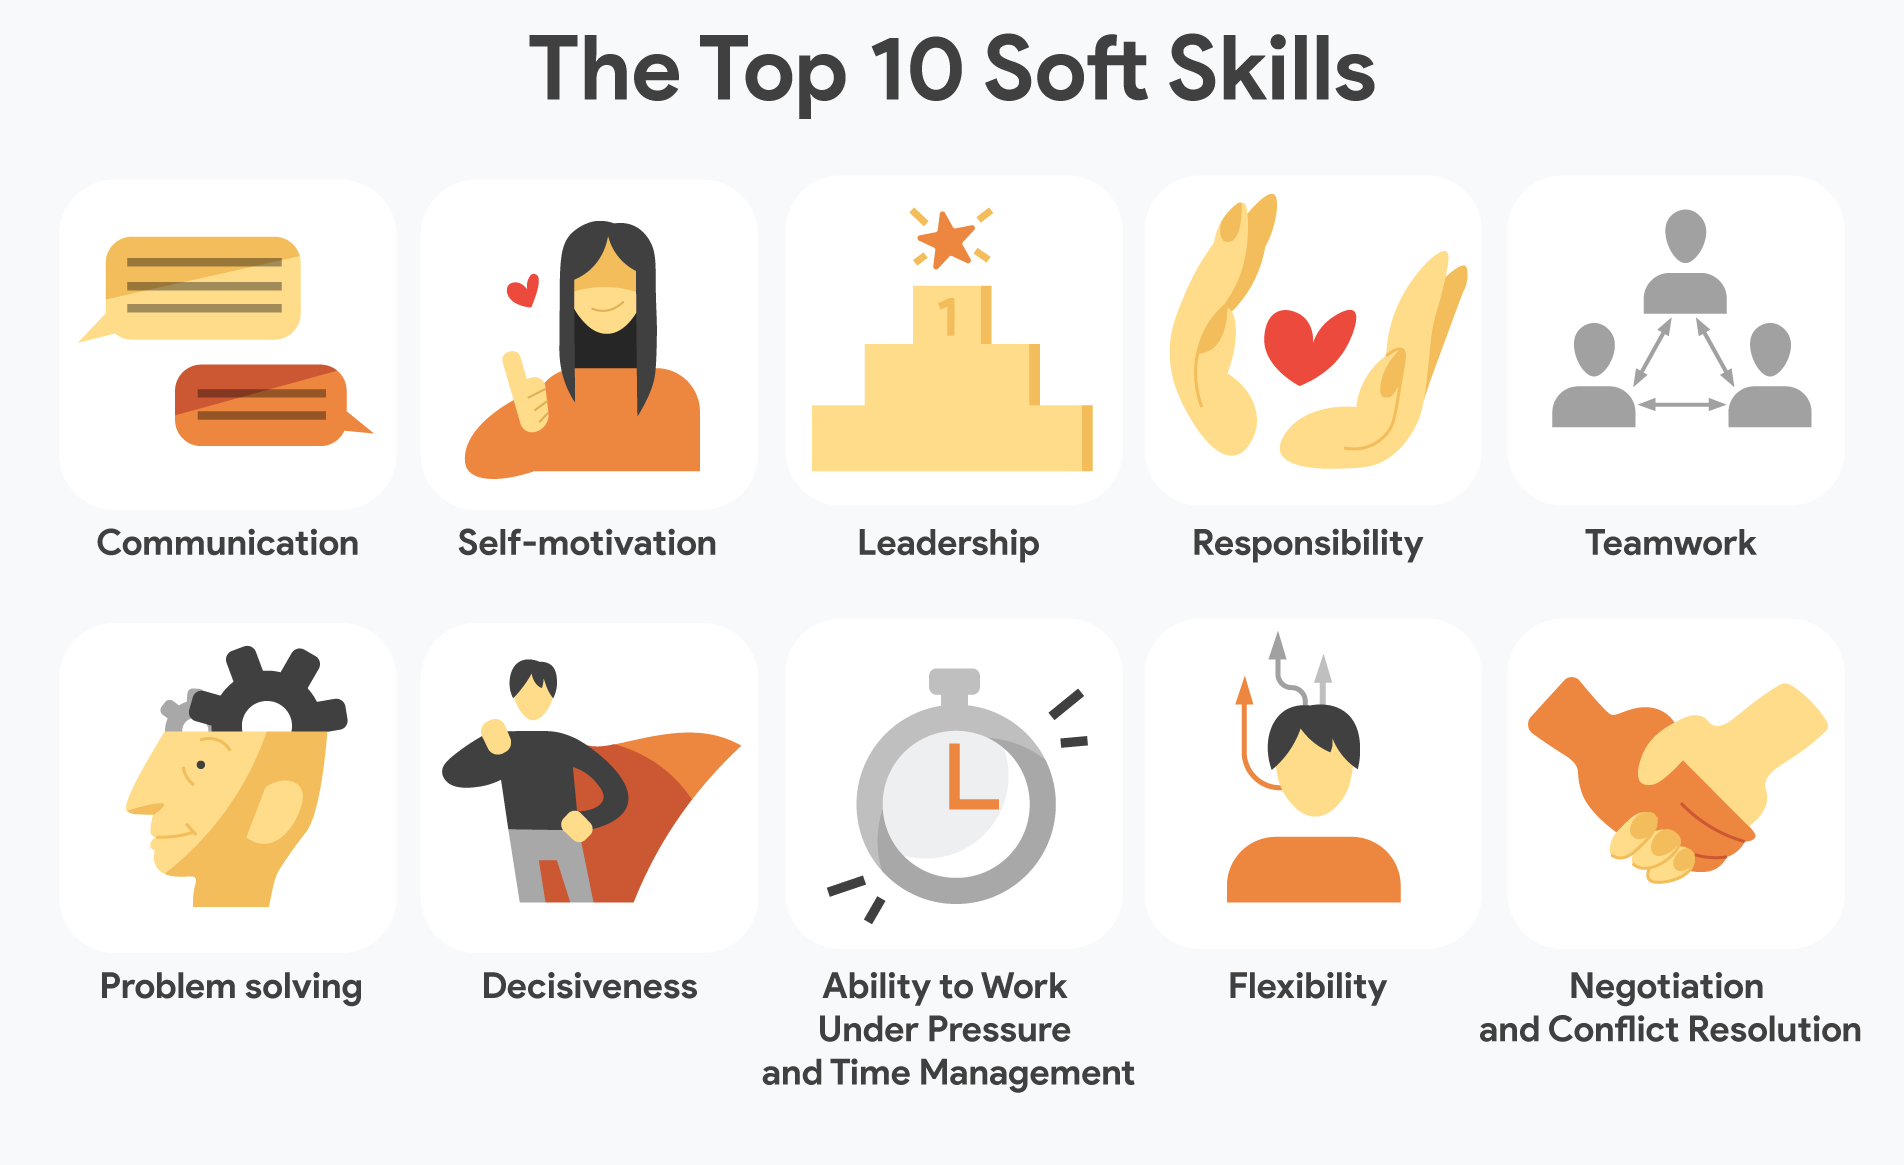 The Top 10 Soft Skills
1
Communication
Self-motivation
Leadership
Responsibility
Teamwork
Problem solving
Decisiveness
Ability to Work
Under Pressure
and Time Management
Flexibility
Negotiation
and Conflict Resolution